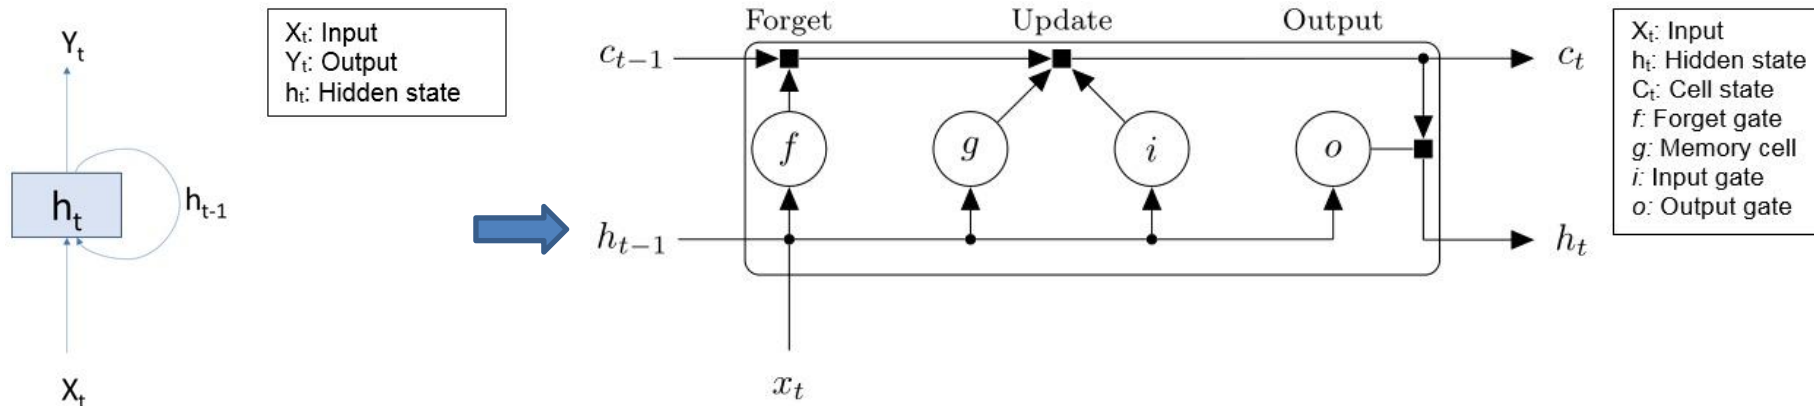 Yₜ
hₜ
hₜ₋₁
Xₜ
Xₜ: Input
Yₜ: Output
hₜ: Hidden state
Forget Update Output
cₜ₋₁ cₜ
f g i o
hₜ₋₁ hₜ
xₜ
Xₜ: Input
hₜ: Hidden state
Cₜ: Cell state
f: Forget gate
g: Memory cell
i: Input gate
o: Output gate